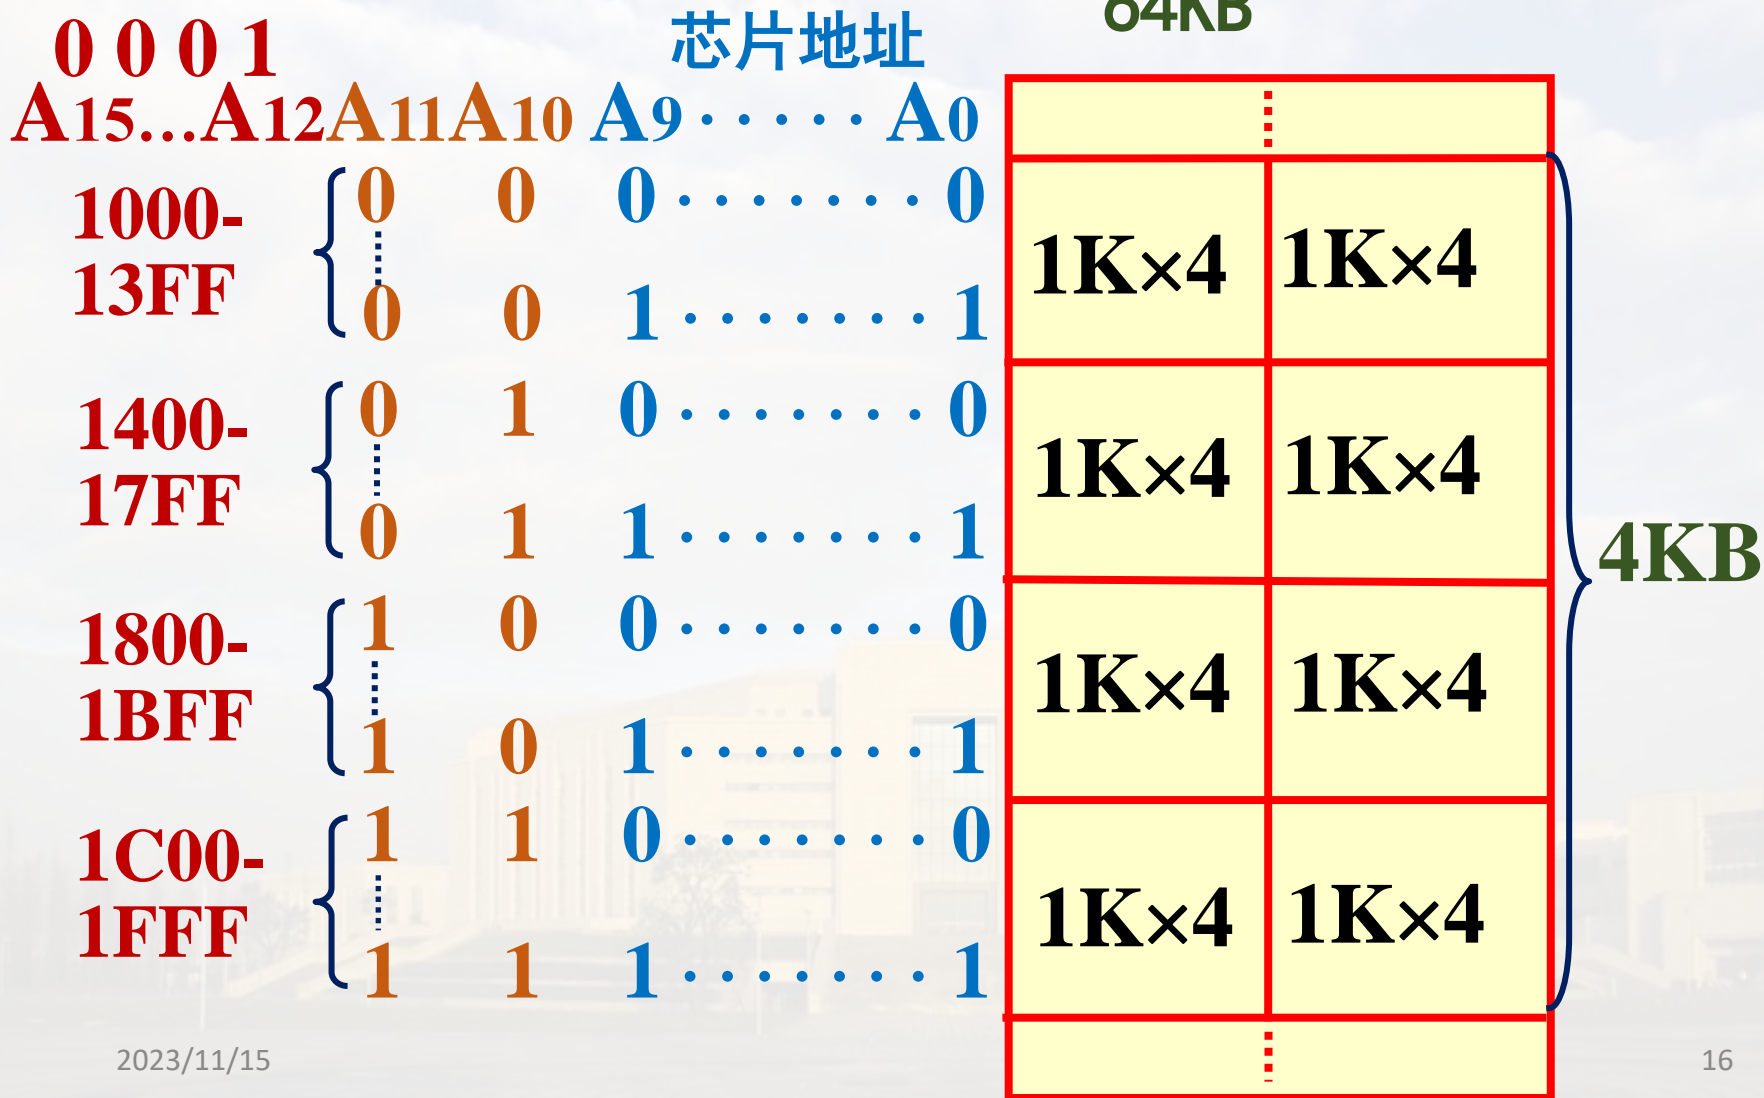 64KB
0 0 0 1
芯片地址
A15...A12 A11 A10 A9 ····· A0
1000-
13FF
0 0 0 ······· 0
0 0 1 ······· 1
1K×4 1K×4
1400-
17FF
0 1 0 ······· 0
0 1 1 ······· 1
1K×4 1K×4
4KB
1800-
1BFF
1 0 0 ······· 0
1 0 1 ······· 1
1K×4 1K×4
1C00-
1FFF
1 1 0 ······· 0
1 1 1 ······· 1
1K×4 1K×4
2023/11/15
16